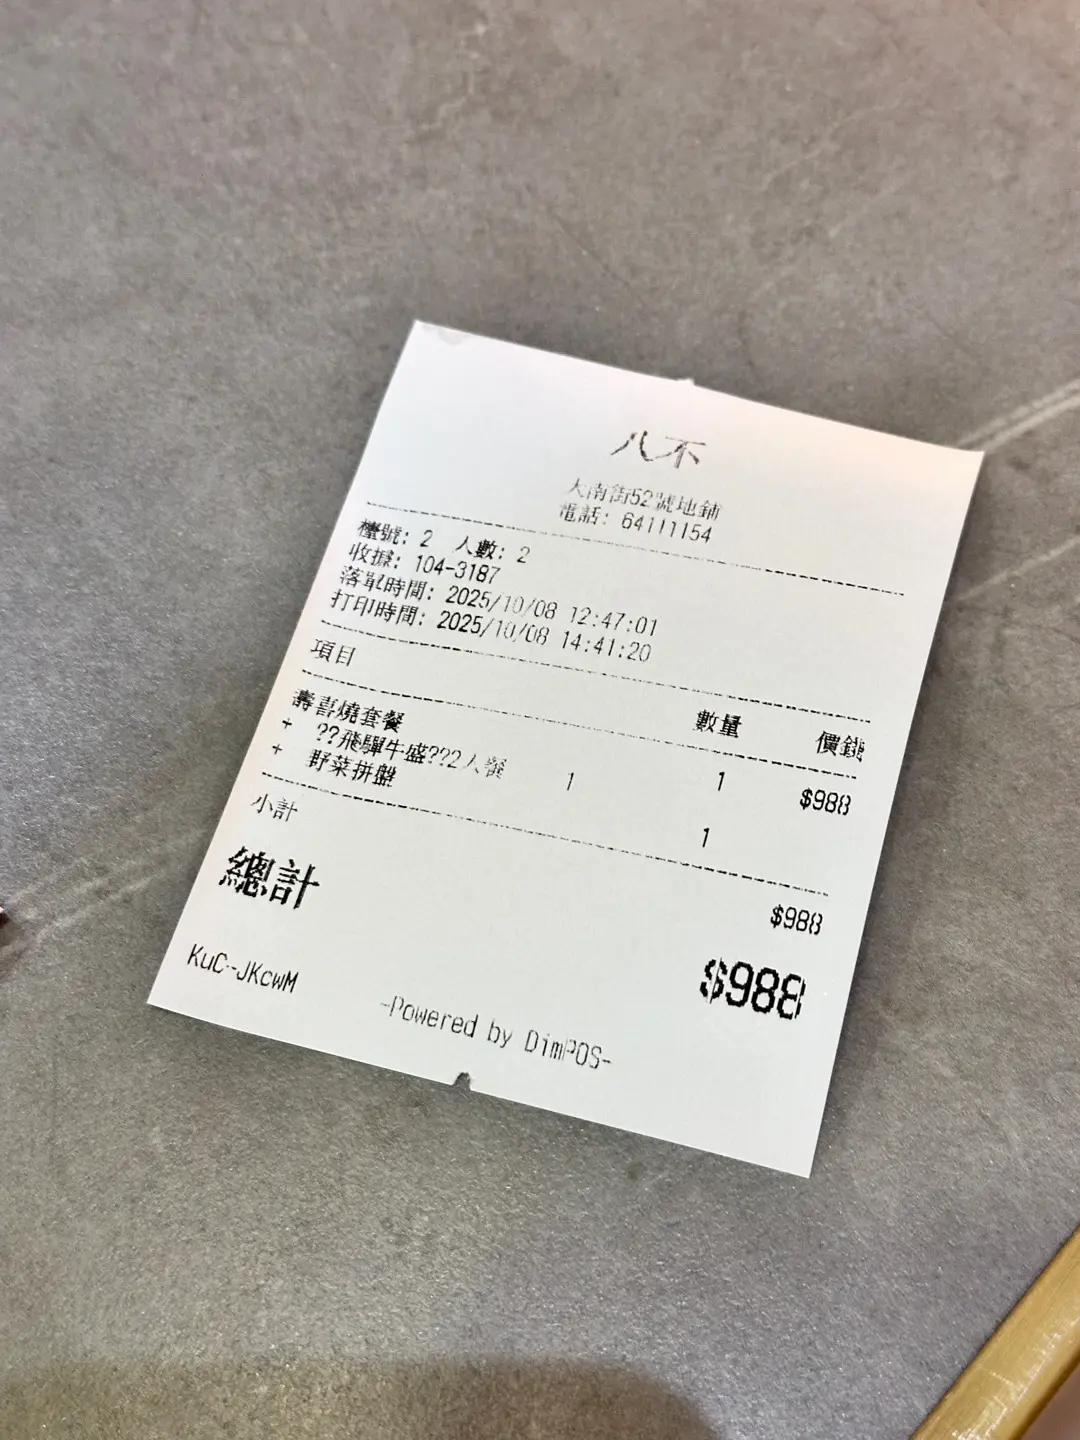 八不
大南街52號地鋪
電話: 64111154
檯號: 2 人數: 2
收據: 104-3187
落單時間: 2025/10/08 12:47:01
打印時間: 2025/10/08 14:41:20
項目 數量 價錢
壽喜燒套餐 1 $988
+ ??飛驒牛盛??2人餐 1
+ 野菜拼盤 1
小計 $988
總計 $988
KuC-JKcwM
-Powered by DimPOS-